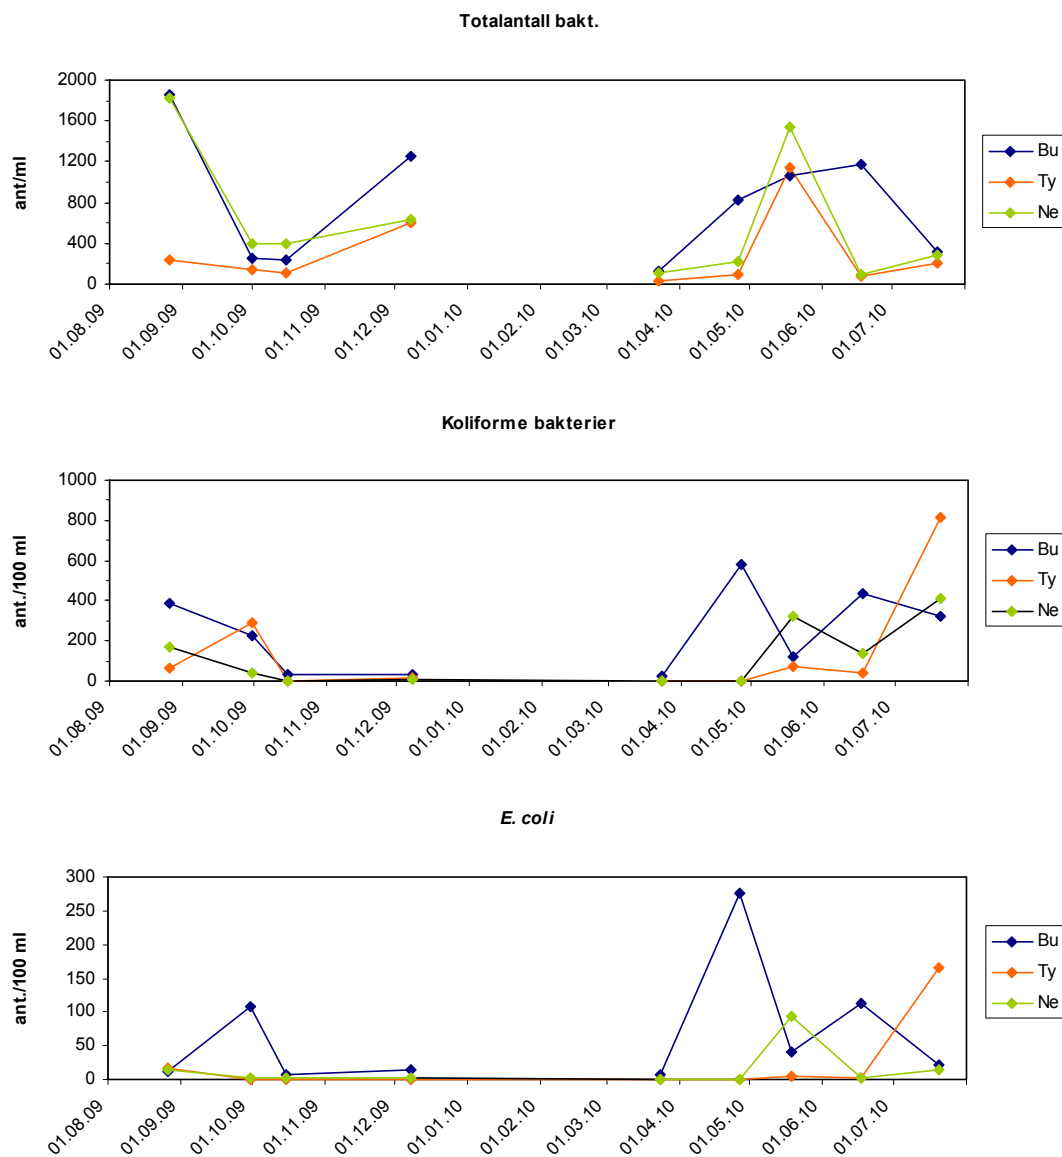 Totalantall bakt.
2000
1600
1200
800
400
0
ant/ml
01.08.09 01.09.09 01.10.09 01.11.09 01.12.09 01.01.10 01.02.10 01.03.10 01.04.10 01.05.10 01.06.10 01.07.10
Bu
Ty
Ne
Koliforme bakterier
1000
800
600
400
200
0
ant./100 ml
01.08.09 01.09.09 01.10.09 01.11.09 01.12.09 01.01.10 01.02.10 01.03.10 01.04.10 01.05.10 01.06.10 01.07.10
Bu
Ty
Ne
E. coli
300
250
200
150
100
50
0
ant./100 ml
01.08.09 01.09.09 01.10.09 01.11.09 01.12.09 01.01.10 01.02.10 01.03.10 01.04.10 01.05.10 01.06.10 01.07.10
Bu
Ty
Ne